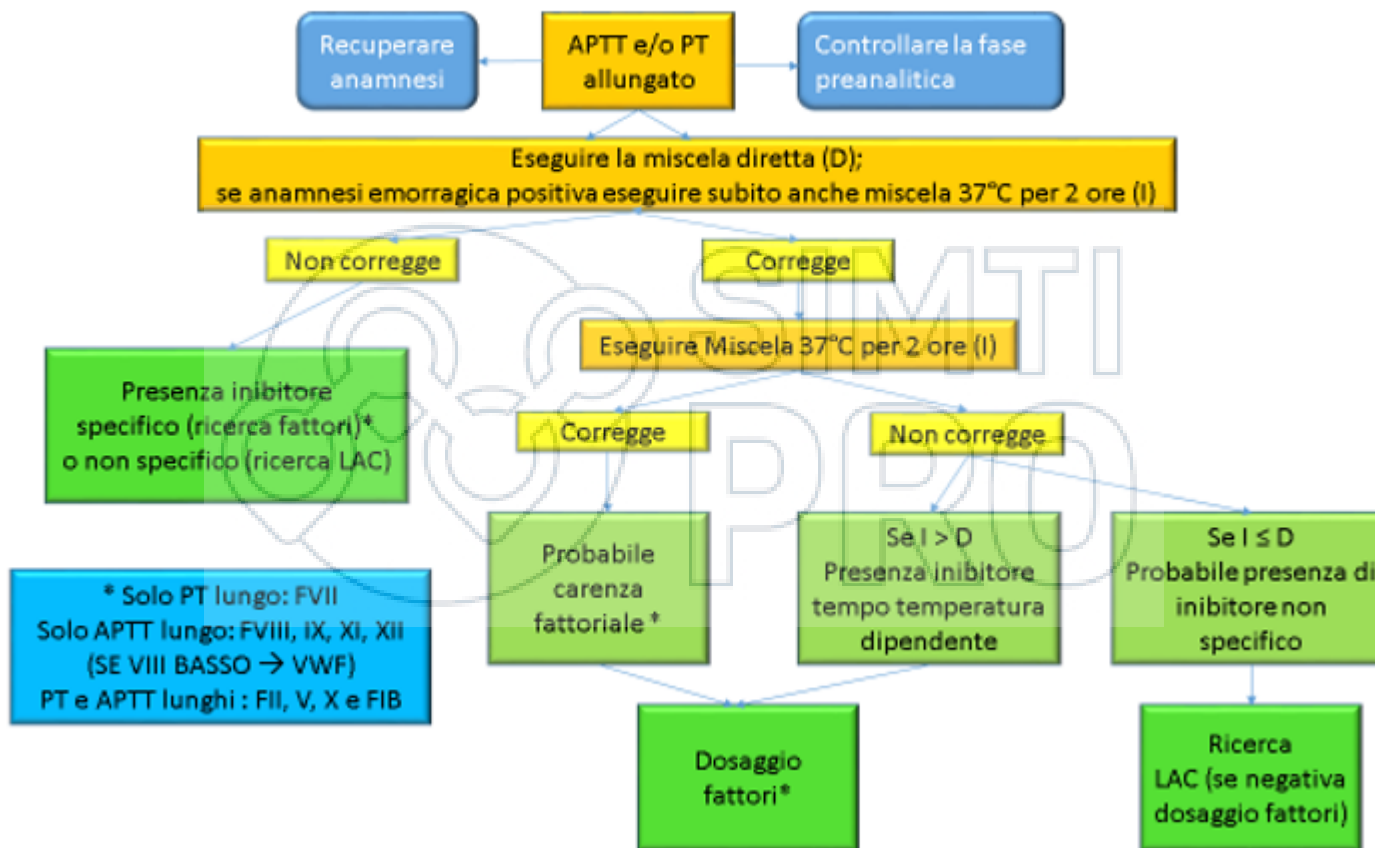 Recuperare
anamnesi
APTT e/o PT
allungato
Controllare la fase
preanalitica
Eseguire la miscela diretta (D);
se anamnesi emorragica positiva eseguire subito anche miscela 37°C per 2 ore (I)
Non corregge
Corregge
Eseguire Miscela 37°C per 2 ore (I)
Presenza inibitore
specifico (ricerca fattori)*
o non specifico (ricerca LAC)
Corregge
Non corregge
Probabile
carenza
fattoriale *
Se I > D
Presenza inibitore
tempo temperatura
dipendente
Se I ≤ D
Probabile presenza di
inibitore non
specifico
* Solo PT lungo: FVII
Solo APTT lungo: FVIII, IX, XI, XII
(SE VIII BASSO → VWF)
PT e APTT lunghi : FII, V, X e FIB
Dosaggio
fattori*
Ricerca
LAC (se negativa
dosaggio fattori)
SIMTI
PRO